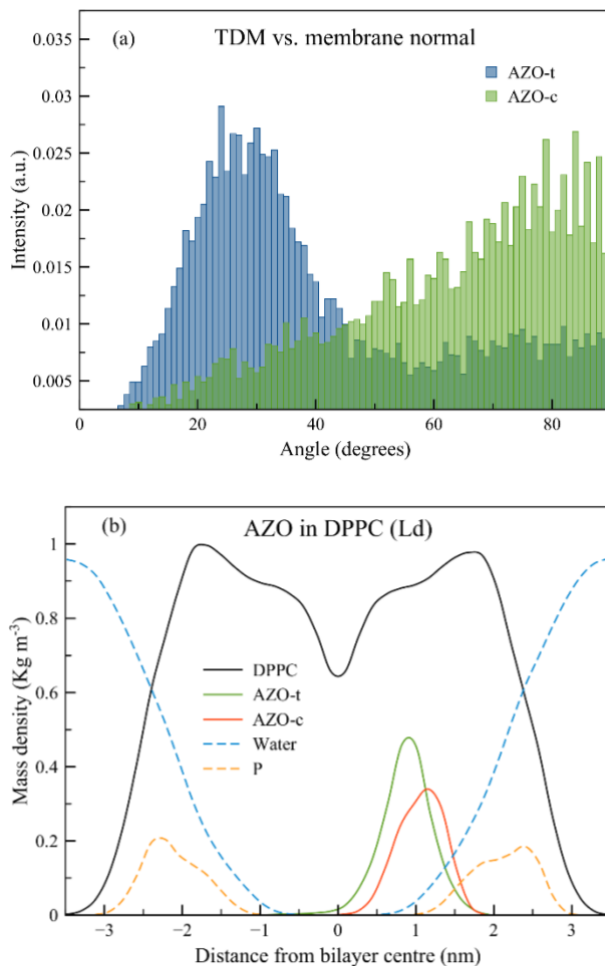 (a)
TDM vs. membrane normal
AZO-t
AZO-c
Intensity (a.u.)
0.035
0.03
0.025
0.02
0.015
0.01
0.005
0 20 40 60 80
Angle (degrees)
(b)
AZO in DPPC (Ld)
DPPC
AZO-t
AZO-c
Water
P
Mass density (Kg m⁻³)
1
0.8
0.6
0.4
0.2
0
−3 −2 −1 0 1 2 3
Distance from bilayer centre (nm)